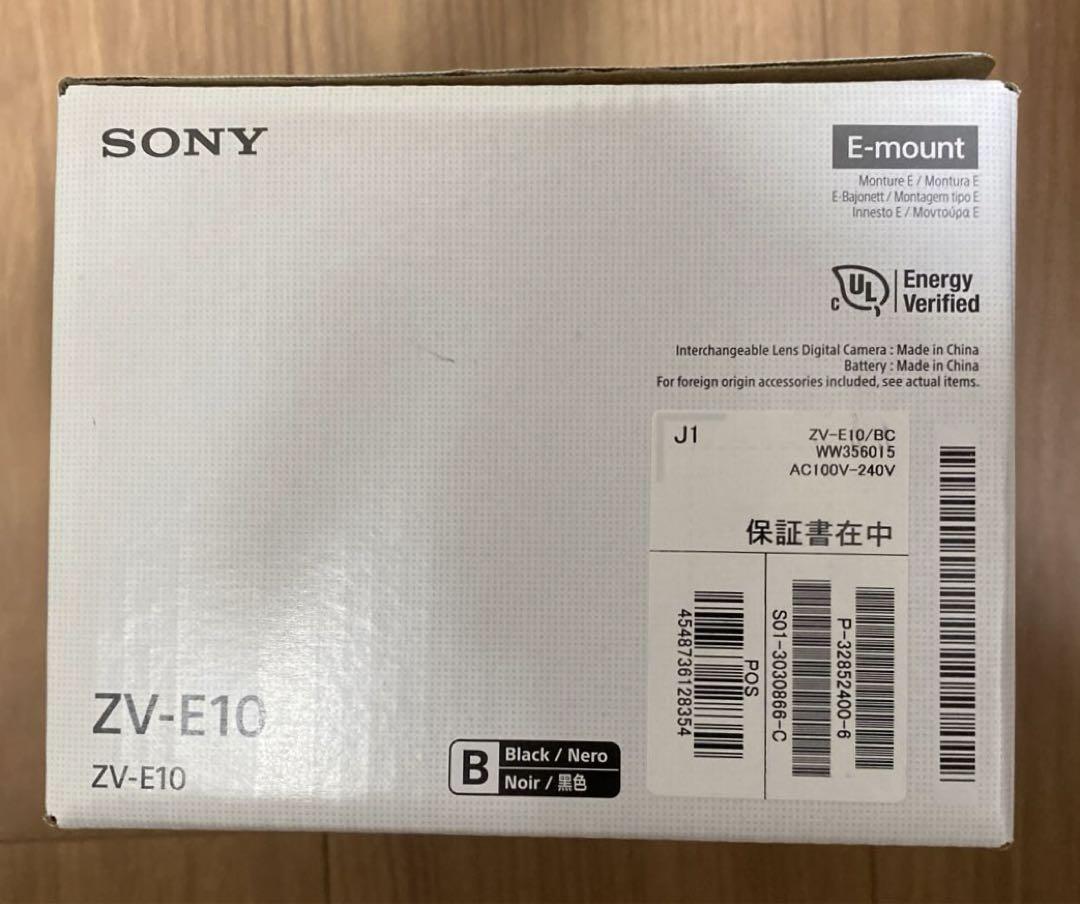 SONY
E-mount
Monture E / Montura E
E-Bajonett / Montagem tipo E
Innesto E / Μοντούρα E
C UL Energy
Verified
Interchangeable Lens Digital Camera : Made in China
Battery : Made in China
For foreign origin accessories included, see actual items.
J1
ZV-E10/BC
WW356015
AC100V-240V
保証書在中
POS
4548736128354
S01-3030866-C
P-32852400-6
ZV-E10
ZV-E10
B
Black / Nero
Noir / 黑色